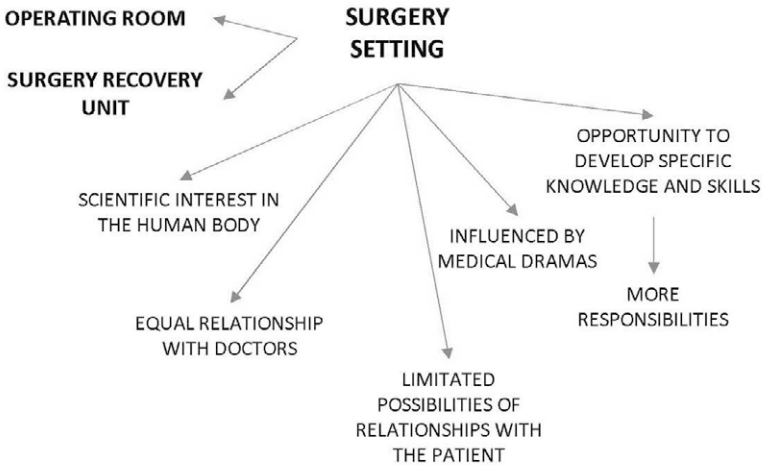 OPERATING ROOM
SURGERY
SETTING
SURGERY RECOVERY
UNIT
SCIENTIFIC INTEREST IN
THE HUMAN BODY
EQUAL RELATIONSHIP
WITH DOCTORS
LIMITATED
POSSIBILITIES OF
RELATIONSHIPS WITH
THE PATIENT
INFLUENCED BY
MEDICAL DRAMAS
OPPORTUNITY TO
DEVELOP SPECIFIC
KNOWLEDGE AND SKILLS
MORE
RESPONSIBILITIES